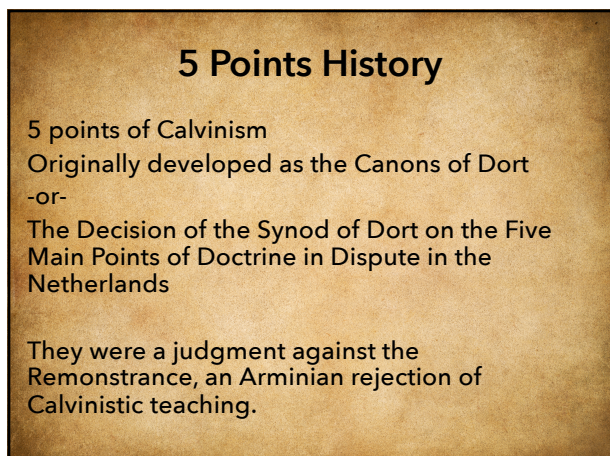 5 Points History
5 points of Calvinism
Originally developed as the Canons of Dort
-or-
The Decision of the Synod of Dort on the Five
Main Points of Doctrine in Dispute in the
Netherlands
They were a judgment against the
Remonstrance, an Arminian rejection of
Calvinistic teaching.